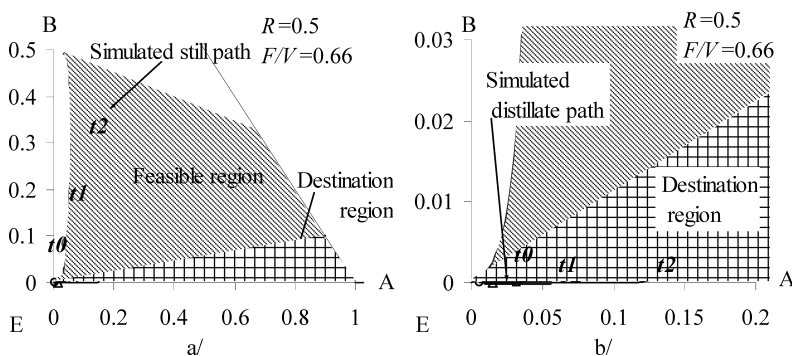 B
R=0.5
F/V=0.66
Simulated still path
0.5
0.4
0.3
0.2
0.1
0
t2
t1
t0
Feasible region
Destination
region
A
E
0
0.2
0.4
0.6
0.8
1
a/
B
R=0.5
F/V=0.66
0.03
0.02
0.01
0
Simulated
distillate path
Destination
region
t0
t1
t2
A
E
0
0.05
0.1
0.15
0.2
b/